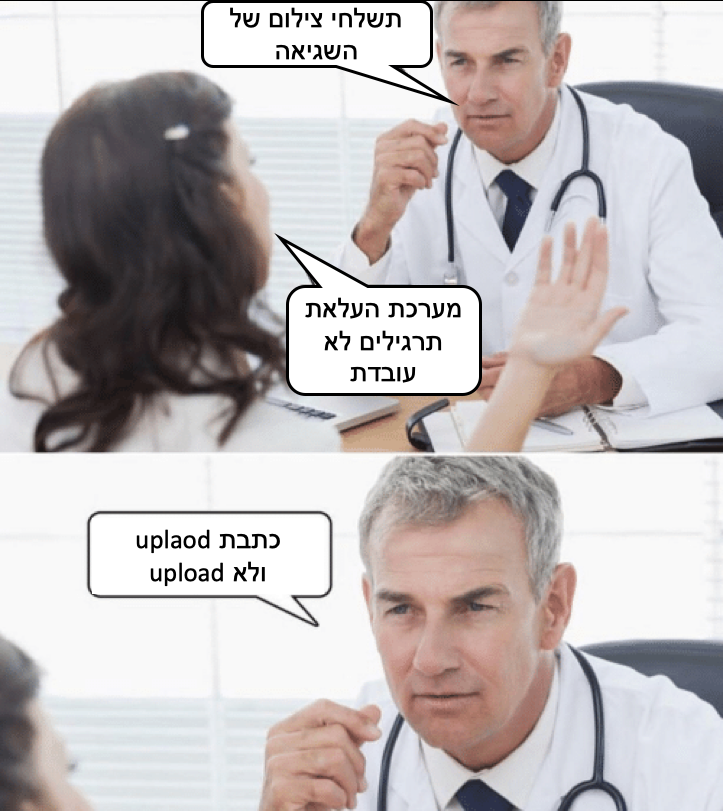 תשלחי צילום של
השגיאה
מערכת העלאת
תרגילים לא
עובדת
כתבת uplaod
ולא upload